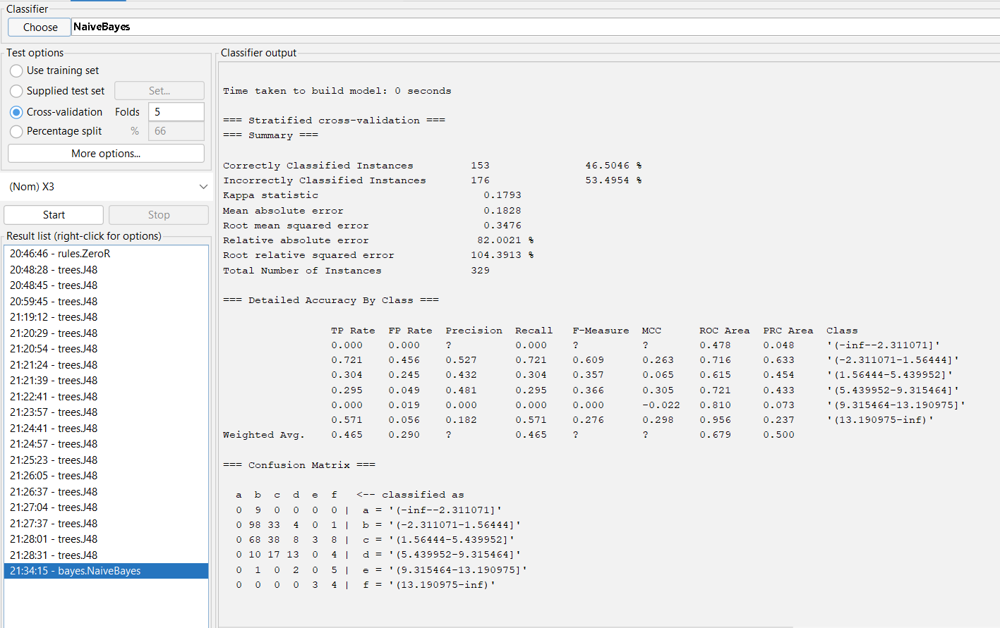 Classifier
Choose NaiveBayes
Test options
Use training set
Supplied test set Set...
Cross-validation Folds 5
Percentage split % 66
More options...
(Nom) X3
Start Stop
Result list (right-click for options)
20:46:46 - rules.ZeroR
20:48:28 - trees.J48
20:48:45 - trees.J48
20:59:45 - trees.J48
21:19:12 - trees.J48
21:20:29 - trees.J48
21:20:54 - trees.J48
21:21:24 - trees.J48
21:21:39 - trees.J48
21:22:41 - trees.J48
21:23:57 - trees.J48
21:24:41 - trees.J48
21:24:57 - trees.J48
21:25:23 - trees.J48
21:26:05 - trees.J48
21:26:37 - trees.J48
21:27:04 - trees.J48
21:27:37 - trees.J48
21:28:01 - trees.J48
21:28:31 - trees.J48
21:34:15 - bayes.NaiveBayes
Classifier output
Time taken to build model: 0 seconds
=== Stratified cross-validation ===
=== Summary ===
Correctly Classified Instances 153 46.5046 %
Incorrectly Classified Instances 176 53.4954 %
Kappa statistic 0.1793
Mean absolute error 0.1828
Root mean squared error 0.3476
Relative absolute error 82.0021 %
Root relative squared error 104.3913 %
Total Number of Instances 329
=== Detailed Accuracy By Class ===
TP Rate FP Rate Precision Recall F-Measure MCC ROC Area PRC Area Class
0.000 0.000 ? 0.000 ? ? 0.478 0.048 '(-inf--2.311071]'
0.721 0.456 0.527 0.721 0.609 0.263 0.716 0.633 '(-2.311071-1.56444]'
0.304 0.245 0.432 0.304 0.357 0.065 0.615 0.454 '(1.56444-5.439952]'
0.295 0.049 0.481 0.295 0.366 0.305 0.721 0.433 '(5.439952-9.315464]'
0.000 0.019 0.000 0.000 0.000 -0.022 0.810 0.073 '(9.315464-13.190975]'
0.571 0.056 0.182 0.571 0.276 0.298 0.956 0.237 '(13.190975-inf)'
Weighted Avg. 0.465 0.290 ? 0.465 ? ? 0.679 0.500
=== Confusion Matrix ===
a b c d e f <-- classified as
0 9 0 0 0 0 | a = '(-inf--2.311071]'
0 98 33 4 0 1 | b = '(-2.311071-1.56444]'
0 68 38 8 3 8 | c = '(1.56444-5.439952]'
0 10 17 13 0 4 | d = '(5.439952-9.315464]'
0 1 0 2 0 5 | e = '(9.315464-13.190975]'
0 0 0 0 3 4 | f = '(13.190975-inf)'